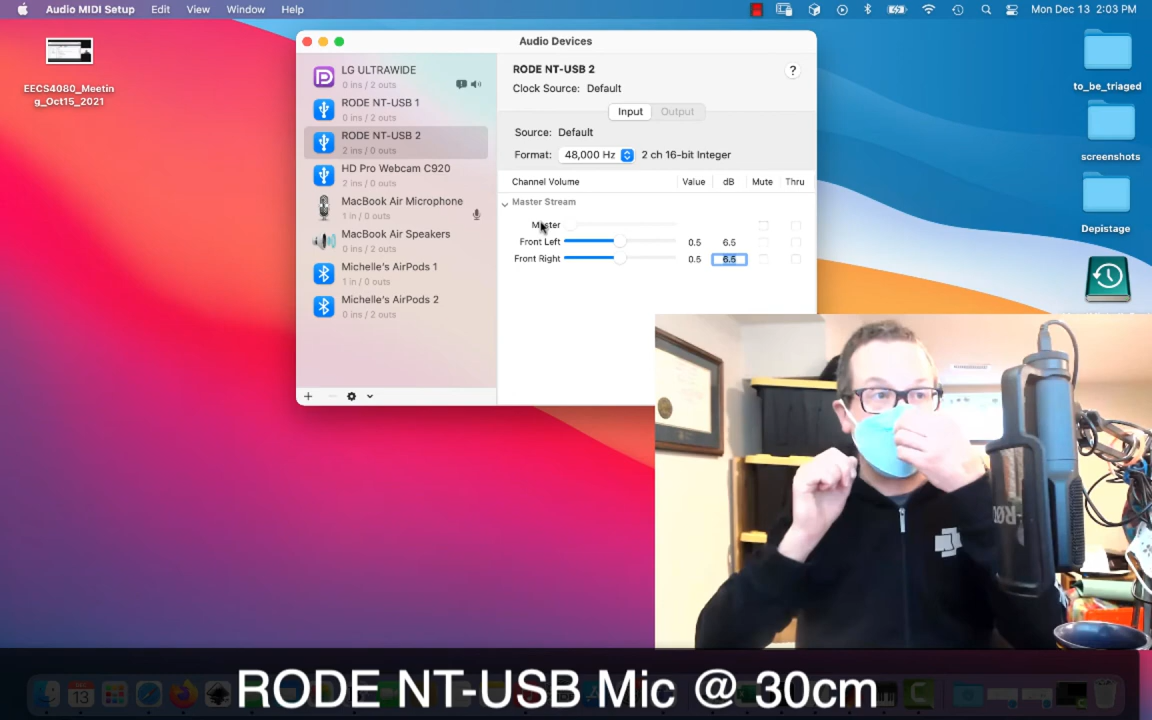 Audio MIDI Setup Edit View Window Help Mon Dec 13 2:03 PM
EECS4080_Meetin
g_Oct15_2021
to_be_triaged
screenshots
Depistage
Audio Devices
LG ULTRAWIDE
0 ins / 2 outs
RODE NT-USB 1
0 ins / 2 outs
RODE NT-USB 2
2 ins / 0 outs
HD Pro Webcam C920
2 ins / 0 outs
MacBook Air Microphone
1 in / 0 outs
MacBook Air Speakers
0 ins / 2 outs
Michelle's AirPods 1
1 in / 0 outs
Michelle's AirPods 2
0 ins / 2 outs
RODE NT-USB 2
?
Clock Source: Default
Input Output
Source: Default
Format: 48,000 Hz 2 ch 16-bit Integer
Channel Volume Value dB Mute Thru
Master Stream
Front Left 0.5 6.5
Front Right 0.5 6.5
RODE NT-USB Mic @ 30cm
13